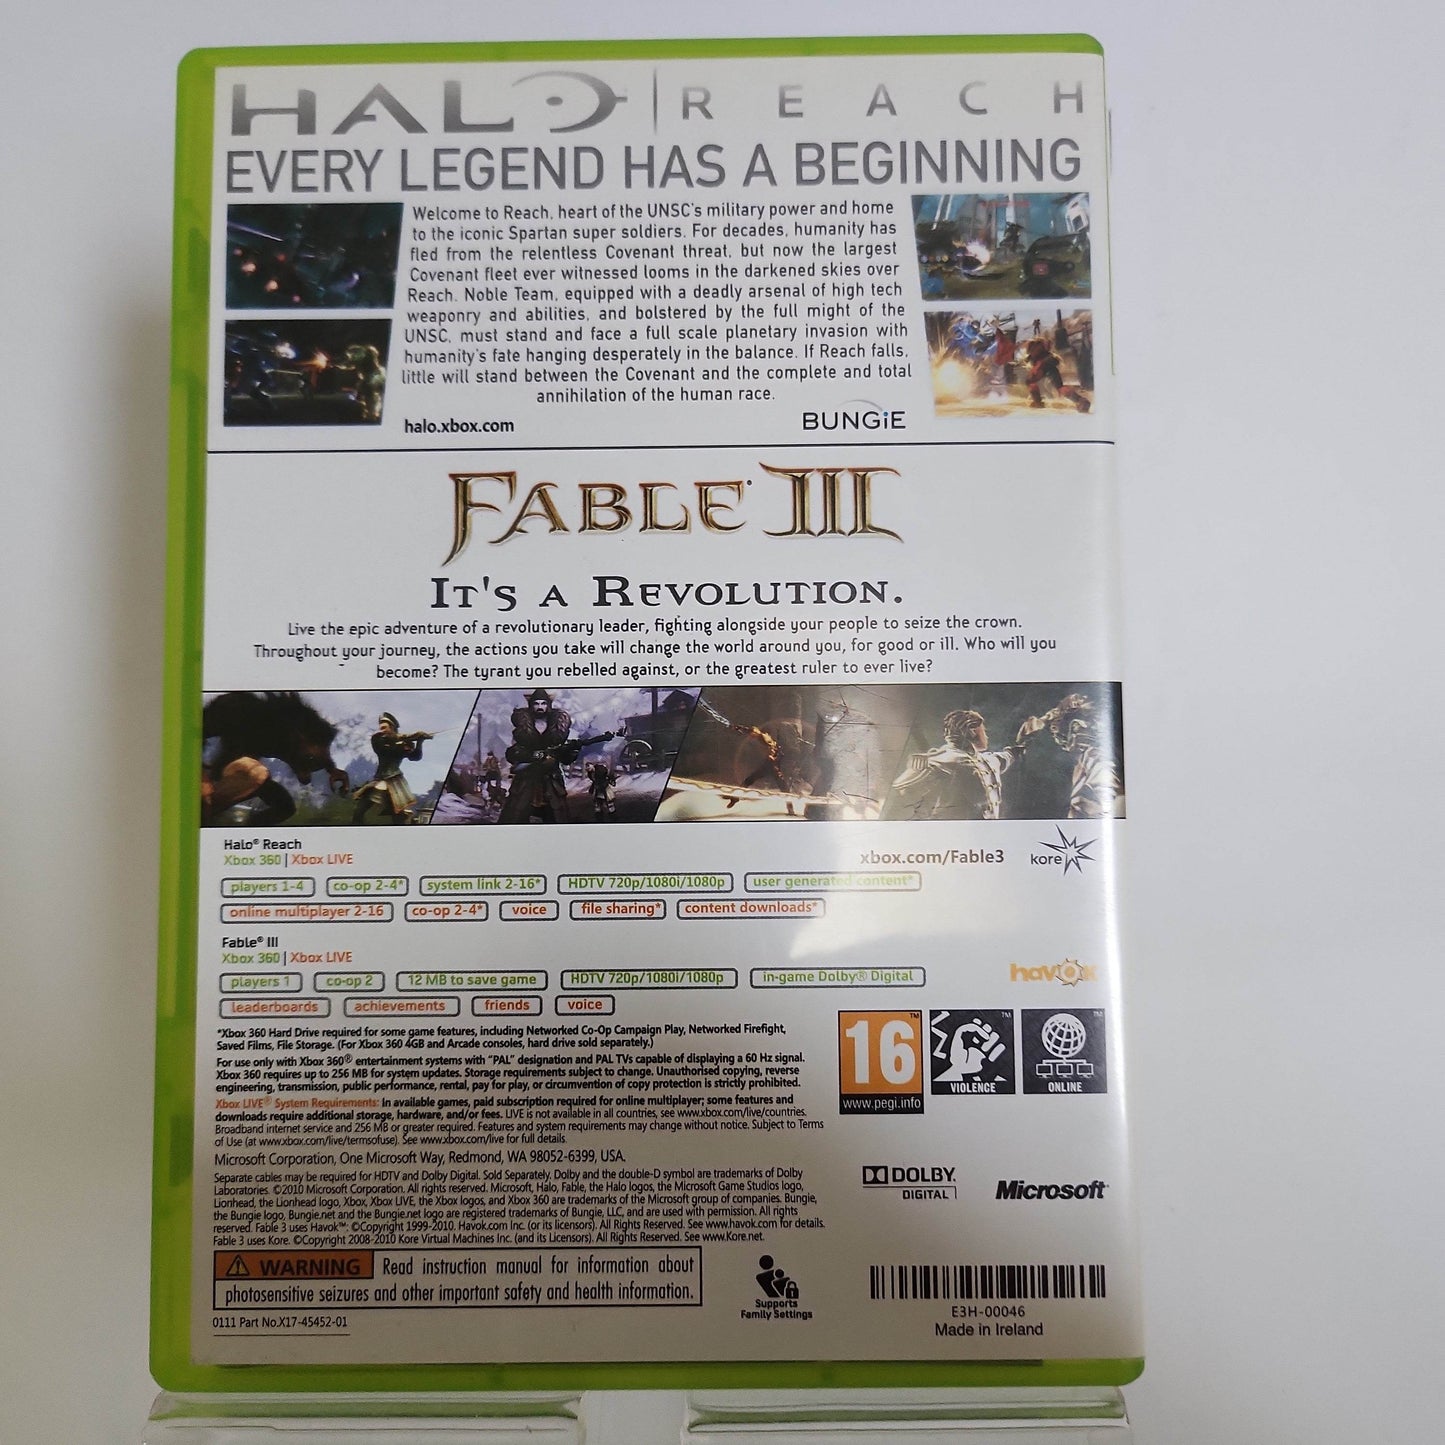 HALO | REACH
EVERY LEGEND HAS A BEGINNING
Welcome to Reach, heart of the UNSC's military power and home
to the iconic Spartan super soldiers. For decades, humanity has
fled from the relentless Covenant threat, but now the largest
Covenant fleet ever witnessed looms in the darkened skies over
Reach. Noble Team, equipped with a deadly arsenal of high tech
weaponry and abilities, and bolstered by the full might of the
UNSC, must stand and face a full scale planetary invasion with
humanity's fate hanging desperately in the balance. If Reach falls,
little will stand between the Covenant and the complete and total
annihilation of the human race.
halo.xbox.com
BUNGiE
FABLE III
IT'S A REVOLUTION.
Live the epic adventure of a revolutionary leader, fighting alongside your people to seize the crown.
Throughout your journey, the actions you take will change the world around you, for good or ill. Who will you
become? The tyrant you rebelled against, or the greatest ruler to ever live?
Halo® Reach
Xbox 360 | Xbox LIVE
xbox.com/Fable3
kore
players 1-4 co-op 2-4* system link 2-16* HDTV 720p/1080i/1080p user generated content*
online multiplayer 2-16 co-op 2-4* voice file sharing* content downloads*
Fable® III
Xbox 360 | Xbox LIVE
havok
players 1 co-op 2 12 MB to save game HDTV 720p/1080i/1080p in-game Dolby® Digital
leaderboards achievements friends voice
*Xbox 360 Hard Drive required for some game features, including Networked Co-Op Campaign Play, Networked Firefight,
Saved Films, File Storage. (For Xbox 360 4GB and Arcade consoles, hard drive sold separately.)
For use only with Xbox 360® entertainment systems with "PAL" designation and PAL TVs capable of displaying a 60 Hz signal.
Xbox 360 requires up to 256 MB for system updates. Storage requirements subject to change. Unauthorised copying, reverse
engineering, transmission, public performance, rental, pay for play, or circumvention of copy protection is strictly prohibited.
Xbox LIVE® System Requirements: In available games, paid subscription required for online multiplayer; some features and
downloads require additional storage, hardware, and/or fees. LIVE is not available in all countries, see www.xbox.com/live/countries.
Broadband internet service and 256 MB or greater required. Features and system requirements may change without notice. Subject to Terms
of Use (at www.xbox.com/live/termsofuse). See www.xbox.com/live for full details.
Microsoft Corporation, One Microsoft Way, Redmond, WA 98052-6399, USA.
Separate cables may be required for HDTV and Dolby Digital. Sold Separately. Dolby and the double-D symbol are trademarks of Dolby
Laboratories. ©2010 Microsoft Corporation. All rights reserved. Microsoft, Halo, Fable, the Halo logos, the Microsoft Game Studios logo,
Lionhead, the Lionhead logo, Xbox, Xbox LIVE, the Xbox logos, and Xbox 360 are trademarks of the Microsoft group of companies. Bungie,
the Bungie logo, Bungie.net and the Bungie.net logo are registered trademarks of Bungie, LLC, and are used with permission. All rights
reserved. Fable 3 uses Havok™: ©Copyright 1999-2010. Havok.com Inc. (or its licensors). All Rights Reserved. See www.havok.com for details.
Fable 3 uses Kore. ©Copyright 2008-2010 Kore Virtual Machines Inc. (and its Licensors). All Rights Reserved. See www.Kore.net.
16™
www.pegi.info
™
VIOLENCE
™
ONLINE
DOLBY.
DIGITAL
Microsoft®
WARNING Read instruction manual for information about
photosensitive seizures and other important safety and health information.
0111 Part No.X17-45452-01
Supports
Family Settings
E3H-00046
Made in Ireland